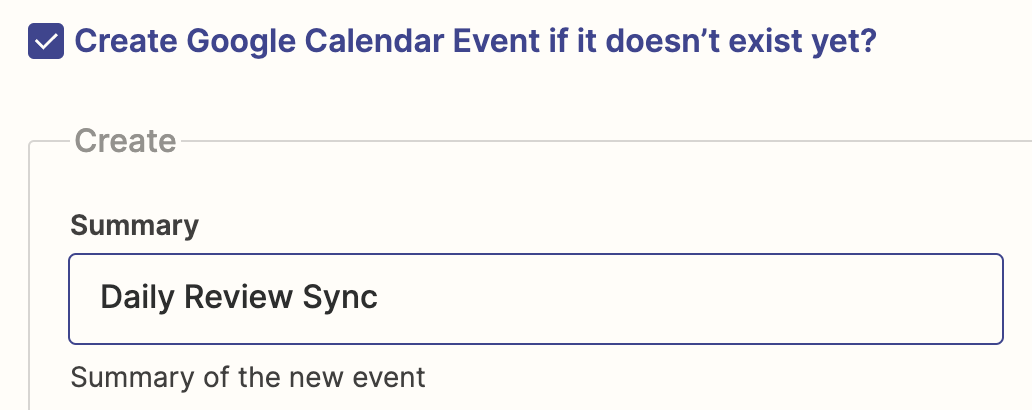 Create Google Calendar Event if it doesn’t exist yet?
Create
Summary
Daily Review Sync
Summary of the new event